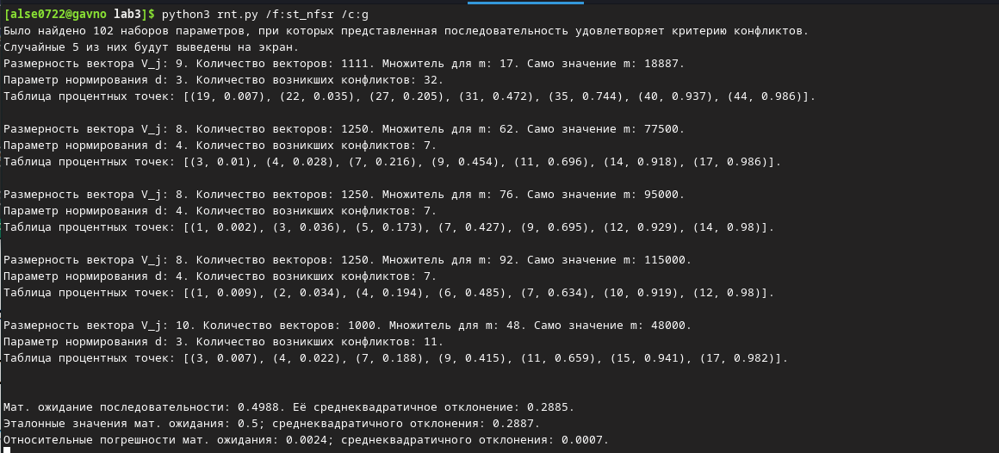 [alse0722@gavno lab3]$ python3 rnt.py /f:st_nfsr /c:g
Было найдено 102 наборов параметров, при которых представленная последовательность удовлетворяет критерию конфликтов.
Случайные 5 из них будут выведены на экран.
Размерность вектора V_j: 9. Количество векторов: 1111. Множитель для m: 17. Само значение m: 18887.
Параметр нормирования d: 3. Количество возникших конфликтов: 32.
Таблица процентных точек: [(19, 0.007), (22, 0.035), (27, 0.205), (31, 0.472), (35, 0.744), (40, 0.937), (44, 0.986)].
Размерность вектора V_j: 8. Количество векторов: 1250. Множитель для m: 62. Само значение m: 77500.
Параметр нормирования d: 4. Количество возникших конфликтов: 7.
Таблица процентных точек: [(3, 0.01), (4, 0.028), (7, 0.216), (9, 0.454), (11, 0.696), (14, 0.918), (17, 0.986)].
Размерность вектора V_j: 8. Количество векторов: 1250. Множитель для m: 76. Само значение m: 95000.
Параметр нормирования d: 4. Количество возникших конфликтов: 7.
Таблица процентных точек: [(1, 0.002), (3, 0.036), (5, 0.173), (7, 0.427), (9, 0.695), (12, 0.929), (14, 0.98)].
Размерность вектора V_j: 8. Количество векторов: 1250. Множитель для m: 92. Само значение m: 115000.
Параметр нормирования d: 4. Количество возникших конфликтов: 7.
Таблица процентных точек: [(1, 0.009), (2, 0.034), (4, 0.194), (6, 0.485), (7, 0.634), (10, 0.919), (12, 0.98)].
Размерность вектора V_j: 10. Количество векторов: 1000. Множитель для m: 48. Само значение m: 48000.
Параметр нормирования d: 3. Количество возникших конфликтов: 11.
Таблица процентных точек: [(3, 0.007), (4, 0.022), (7, 0.188), (9, 0.415), (11, 0.659), (15, 0.941), (17, 0.982)].
Мат. ожидание последовательности: 0.4988. Её среднеквадратичное отклонение: 0.2885.
Эталонные значения мат. ожидания: 0.5; среднеквадратичного отклонения: 0.2887.
Относительные погрешности мат. ожидания: 0.0024; среднеквадратичного отклонения: 0.0007.